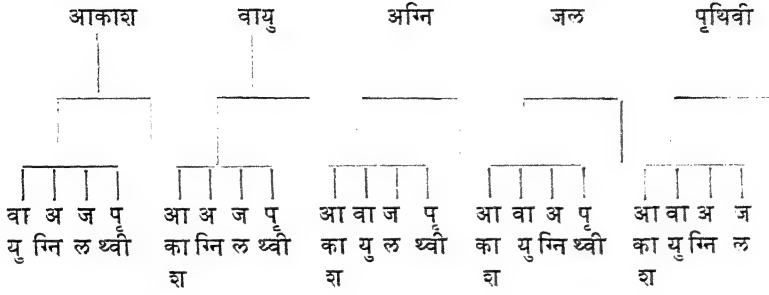 आकाश वायु अग्नि जल पृथिवी
वा अ ज पृ आ अ ज पृ आ वा ज पृ आ वा अ पृ आ वा अ ज
यु ग्नि ल थ्वी का ग्नि ल थ्वी का यु ल थ्वी का यु ग्नि थ्वी का यु ग्नि ल
श श श श